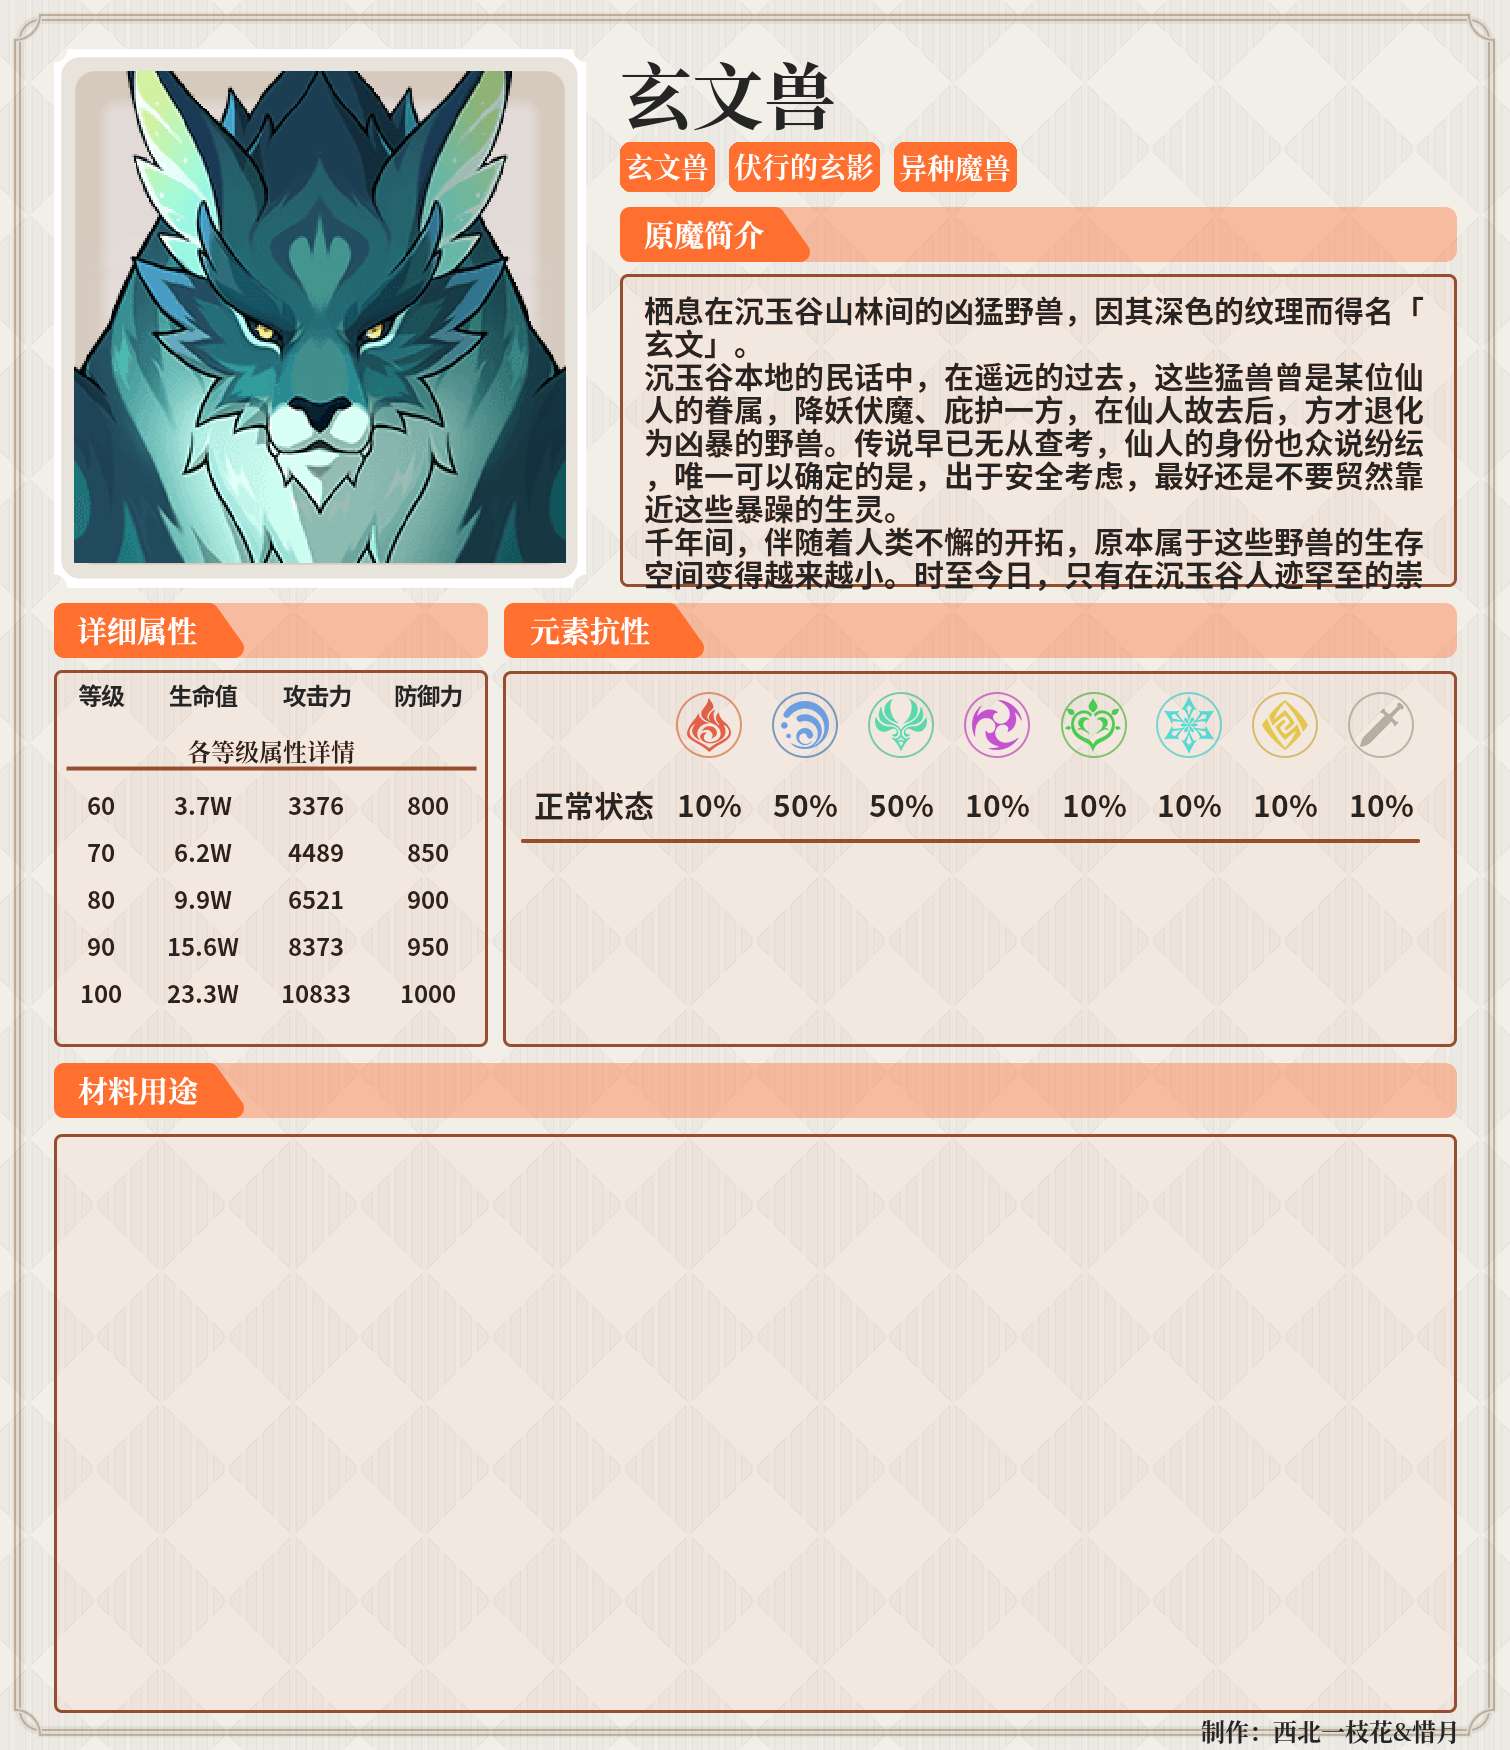 玄文兽
玄文兽 伏行的玄影 异种魔兽
原魔简介
栖息在沉玉谷山林间的凶猛野兽，因其深色的纹理而得名「
玄文」。
沉玉谷本地的民话中，在遥远的过去，这些猛兽曾是某位仙
人的眷属，降妖伏魔、庇护一方，在仙人故去后，方才退化
为凶暴的野兽。传说早已无从查考，仙人的身份也众说纷纭
，唯一可以确定的是，出于安全考虑，最好还是不要贸然靠
近这些暴躁的生灵。
千年间，伴随着人类不懈的开拓，原本属于这些野兽的生存
空间变得越来越小。时至今日，只有在沉玉谷人迹罕至的崇
详细属性
等级 生命值 攻击力 防御力
各等级属性详情
60 3.7W 3376 800
70 6.2W 4489 850
80 9.9W 6521 900
90 15.6W 8373 950
100 23.3W 10833 1000
元素抗性
正常状态 10% 50% 50% 10% 10% 10% 10% 10%
材料用途
制作：西北一枝花&惜月